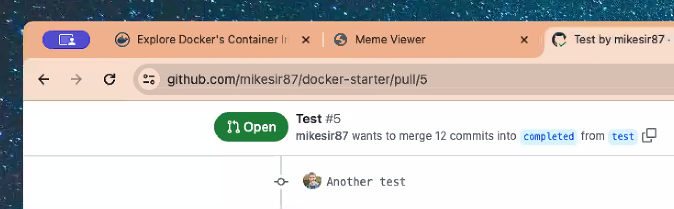 Explore Docker's Container Im
Meme Viewer
Test by mikesir87 ·
github.com/mikesir87/docker-starter/pull/5
Open
Test #5
mikesir87 wants to merge 12 commits into completed from test
Another test